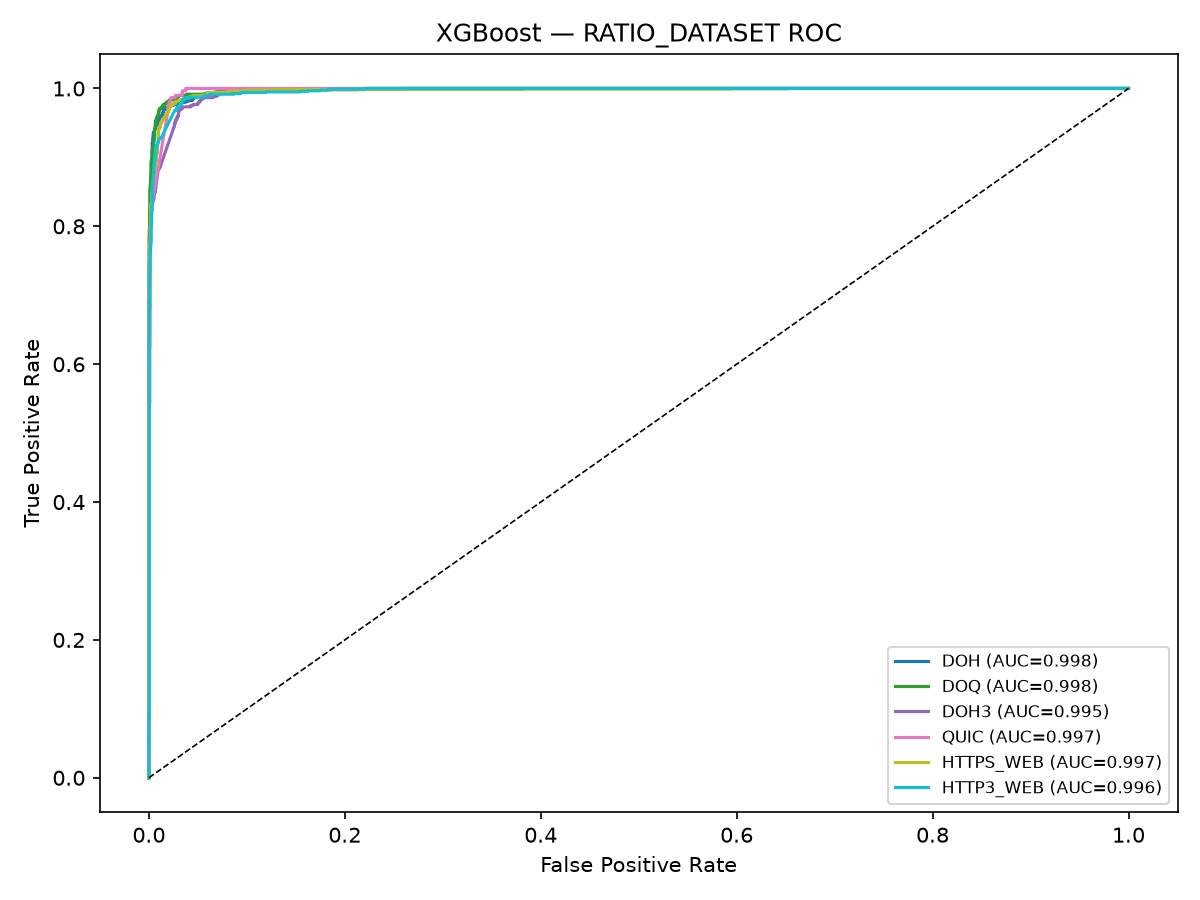 XGBoost — RATIO_DATASET ROC
True Positive Rate
1.0
0.8
0.6
0.4
0.2
0.0
DOH (AUC=0.998)
DOQ (AUC=0.998)
DOH3 (AUC=0.995)
QUIC (AUC=0.997)
HTTPS_WEB (AUC=0.997)
HTTP3_WEB (AUC=0.996)
0.0 0.2 0.4 0.6 0.8 1.0
False Positive Rate